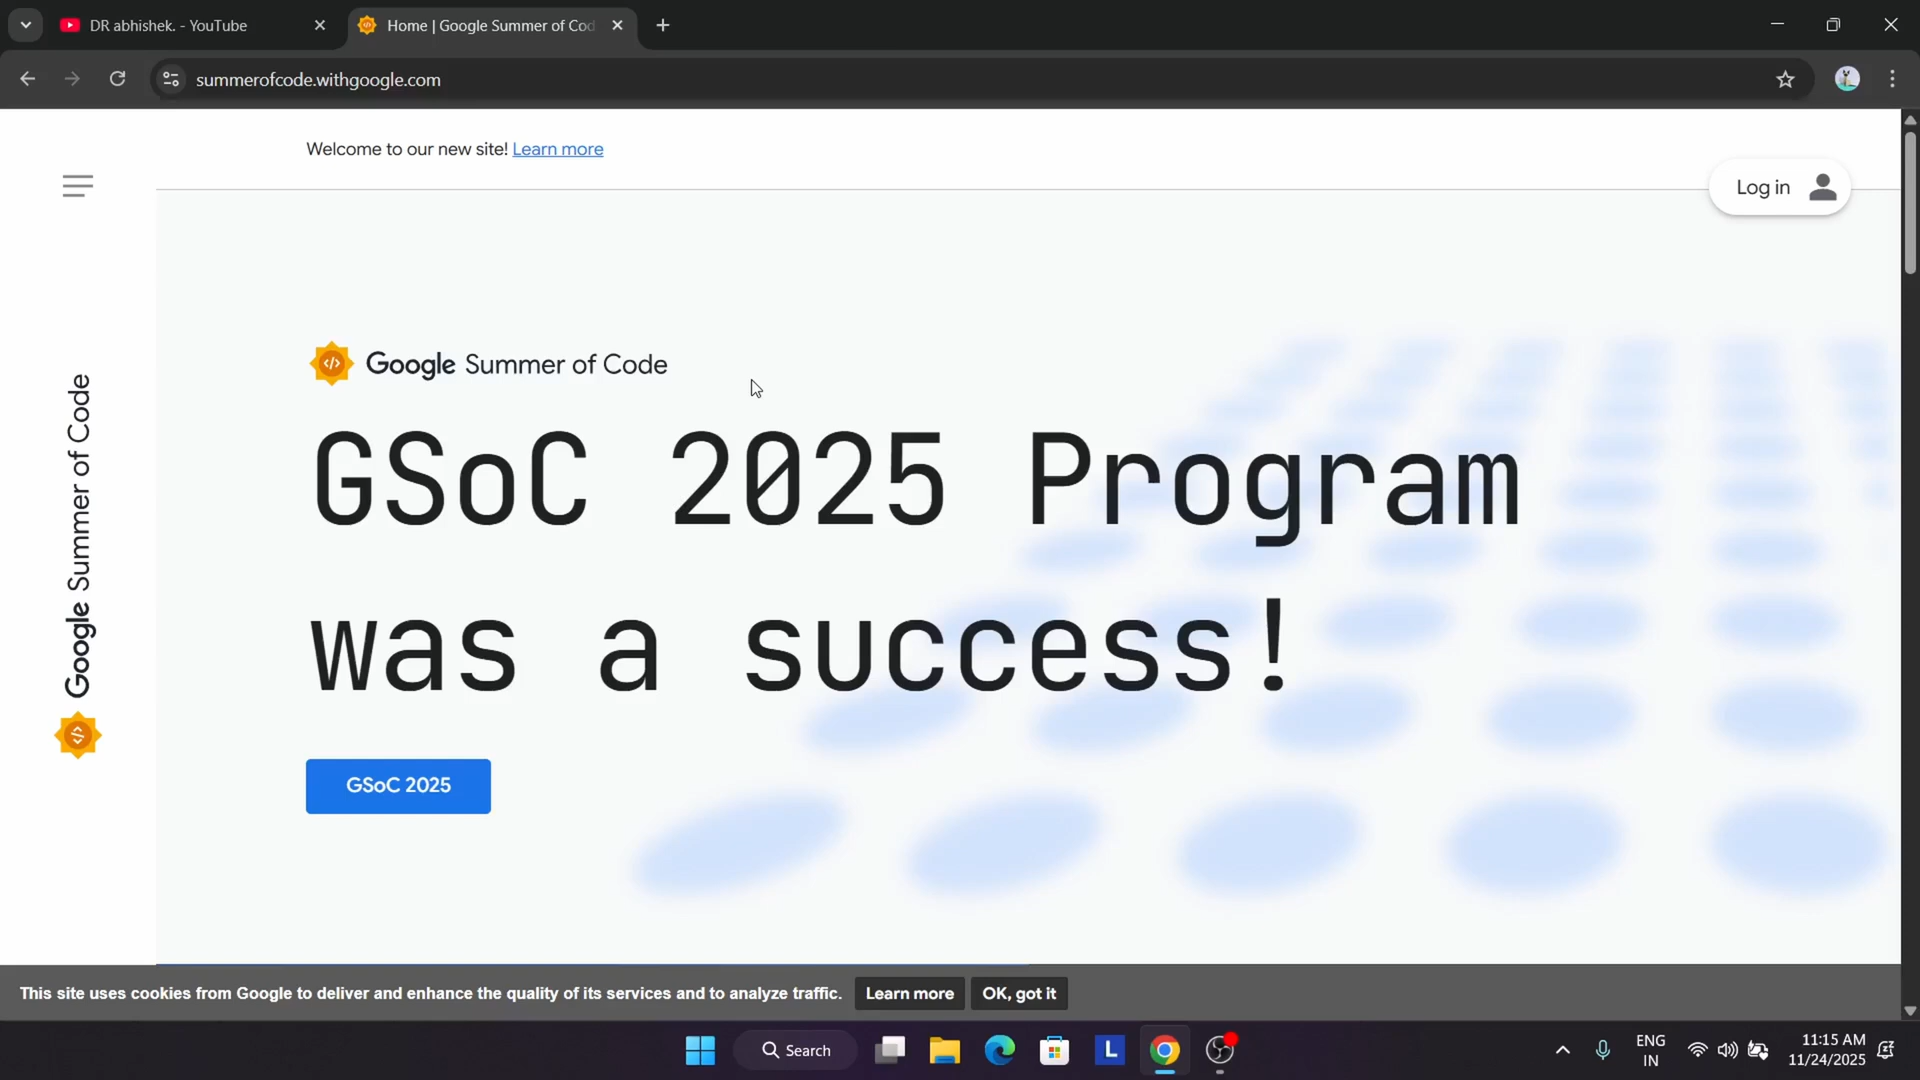 DR abhishek. - YouTube
Home | Google Summer of Cod
summerofcode.withgoogle.com
Welcome to our new site! Learn more
Log in
Google Summer of Code
Google Summer of Code
GSoC 2025 Program
was a success!
GSoC 2025
This site uses cookies from Google to deliver and enhance the quality of its services and to analyze traffic.
Learn more
OK, got it
Search
L
ENG
IN
11:15 AM
11/24/2025